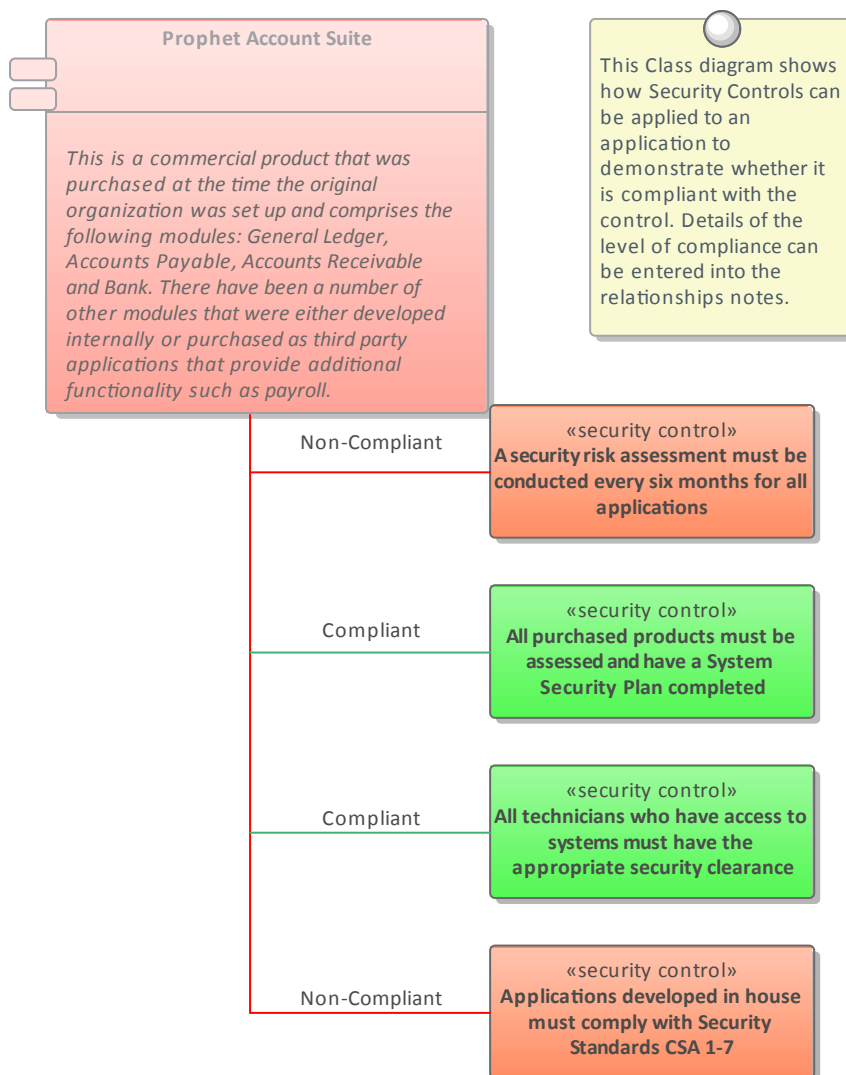 Prophet Account Suite
This is a commercial product that was
purchased at the time the original
organization was set up and comprises the
following modules: General Ledger,
Accounts Payable, Accounts Receivable
and Bank. There have been a number of
other modules that were either developed
internally or purchased as third party
applications that provide additional
functionality such as payroll.
This Class diagram shows
how Security Controls can
be applied to an
application to
demonstrate whether it
is compliant with the
control. Details of the
level of compliance can
be entered into the
relationships notes.
Non-Compliant
«security control»
A security risk assessment must be
conducted every six months for all
applications
Compliant
«security control»
All purchased products must be
assessed and have a System
Security Plan completed
Compliant
«security control»
All technicians who have access to
systems must have the
appropriate security clearance
Non-Compliant
«security control»
Applications developed in house
must comply with Security
Standards CSA 1-7